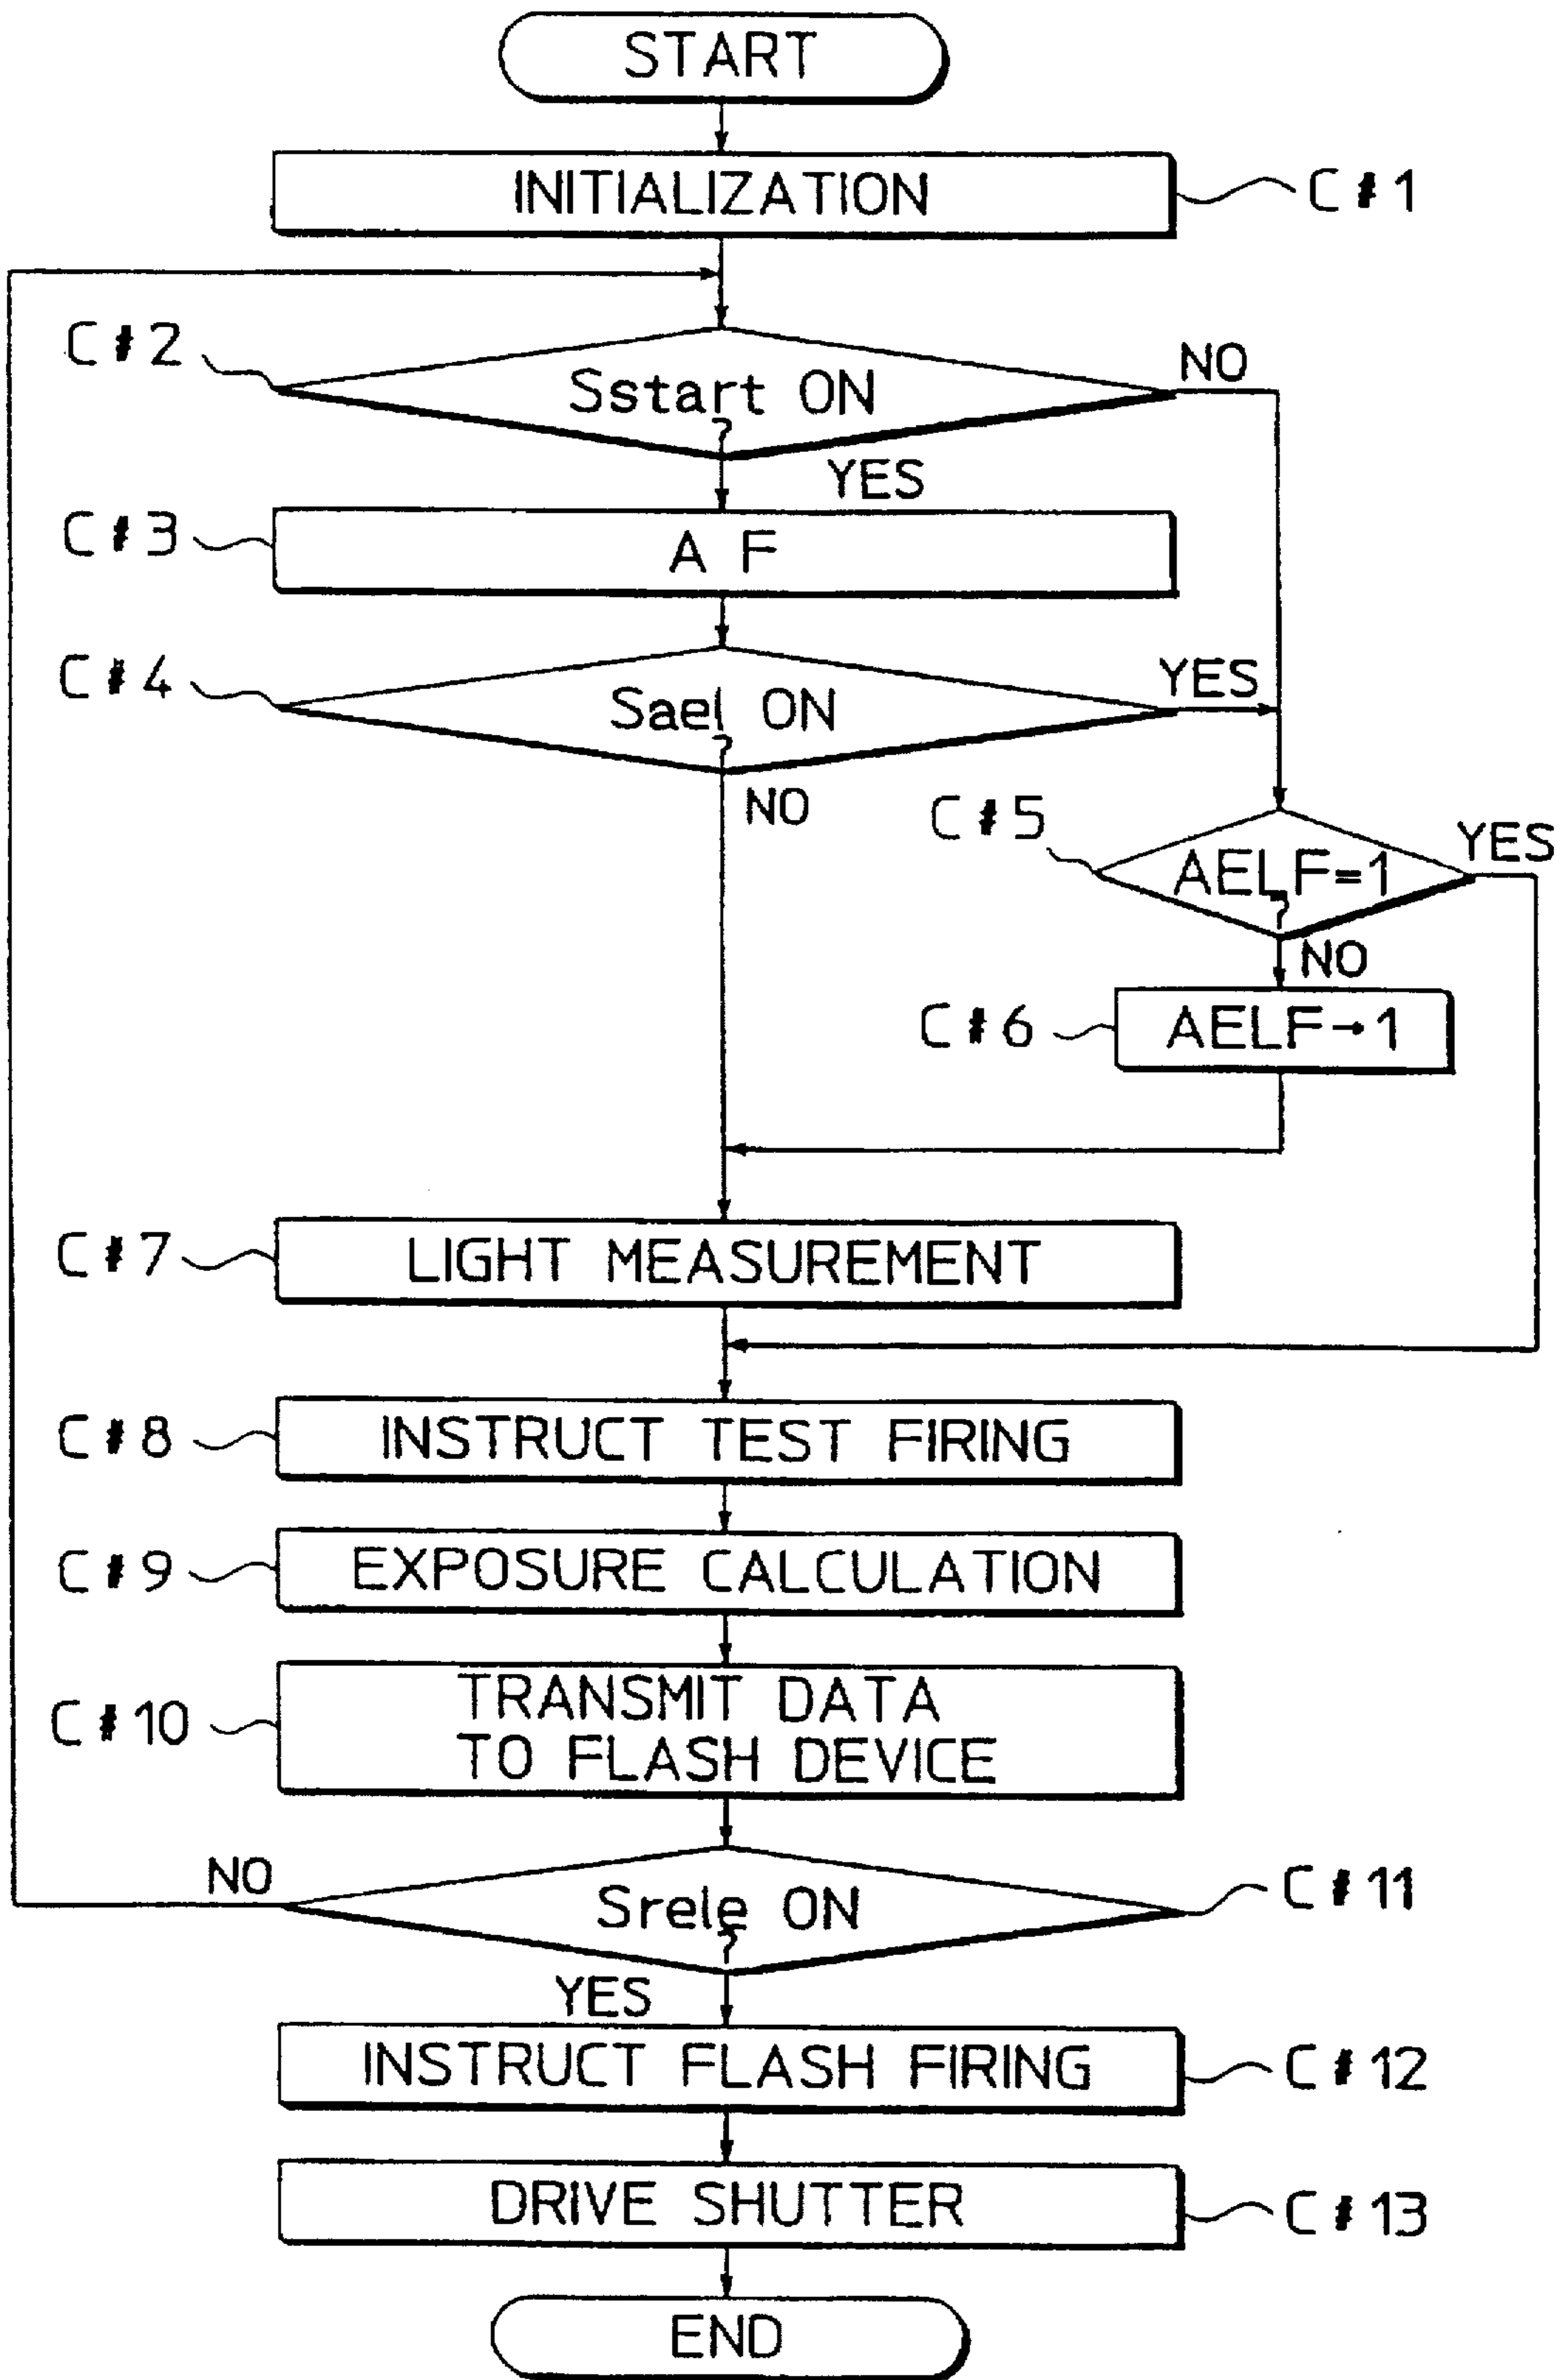 START
INITIALIZATION
C#1
C#2
Sstart ON
?
NO
YES
C#3
A F
C#4
Sael ON
?
YES
NO
C#5
AELF=1
?
YES
NO
C#6
AELF→1
C#7
LIGHT MEASUREMENT
C#8
INSTRUCT TEST FIRING
C#9
EXPOSURE CALCULATION
C#10
TRANSMIT DATA
TO FLASH DEVICE
NO
Srele ON
?
C#11
YES
INSTRUCT FLASH FIRING
C#12
DRIVE SHUTTER
C#13
END